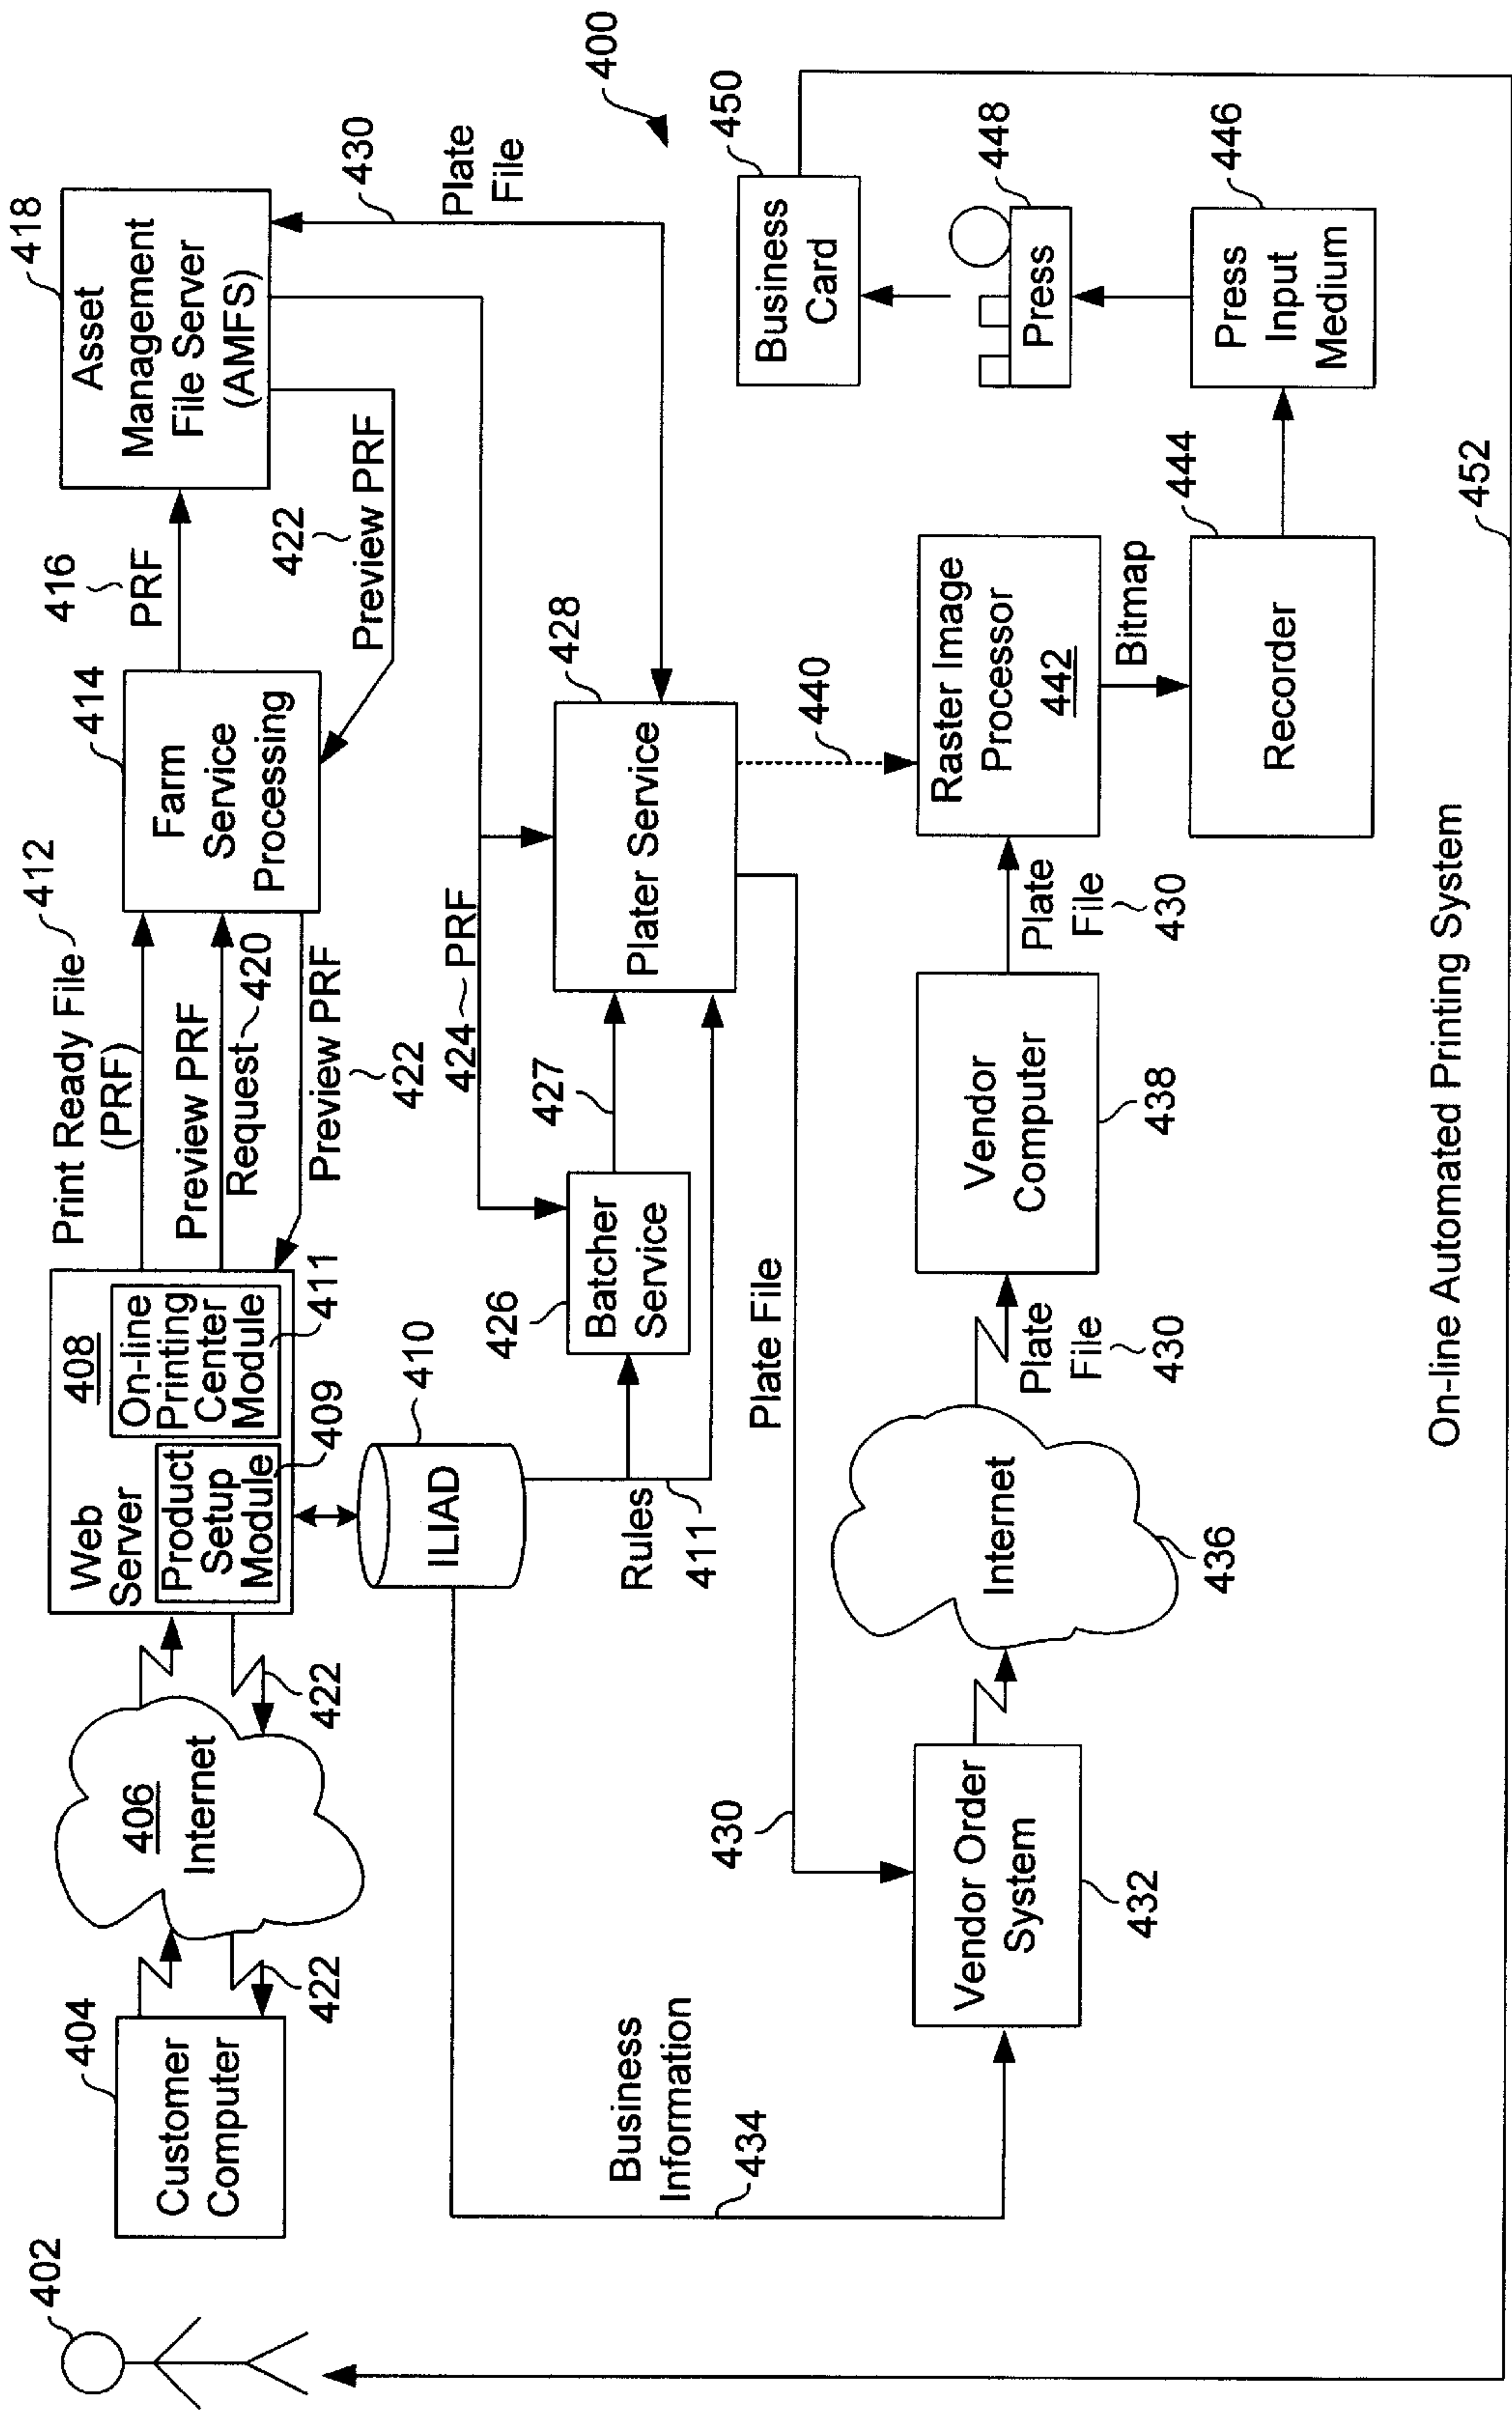 402
404
Customer
Computer
422
406
Internet
422
Web
Server
408
Product
Setup
Module
409
On-line
Printing
Center
Module
411
Print Ready File
412
(PRF)
Preview PRF
Request
420
Preview PRF
422
414
Farm
Service
Processing
416
PRF
422
Preview PRF
418
Asset
Management
File Server
(AMFS)
430
Plate
File
400
410
ILIAD
Rules
411
426
Batcher
Service
427
424
PRF
428
Plater Service
440
Plate File
430
Business
Information
434
Vendor Order
System
432
Internet
436
Plate
File
430
Vendor
Computer
438
Plate
File
430
Raster Image
Processor
442
Bitmap
Recorder
444
Press
Input
Medium
446
Press
448
Business
Card
450
452
On-line Automated Printing System